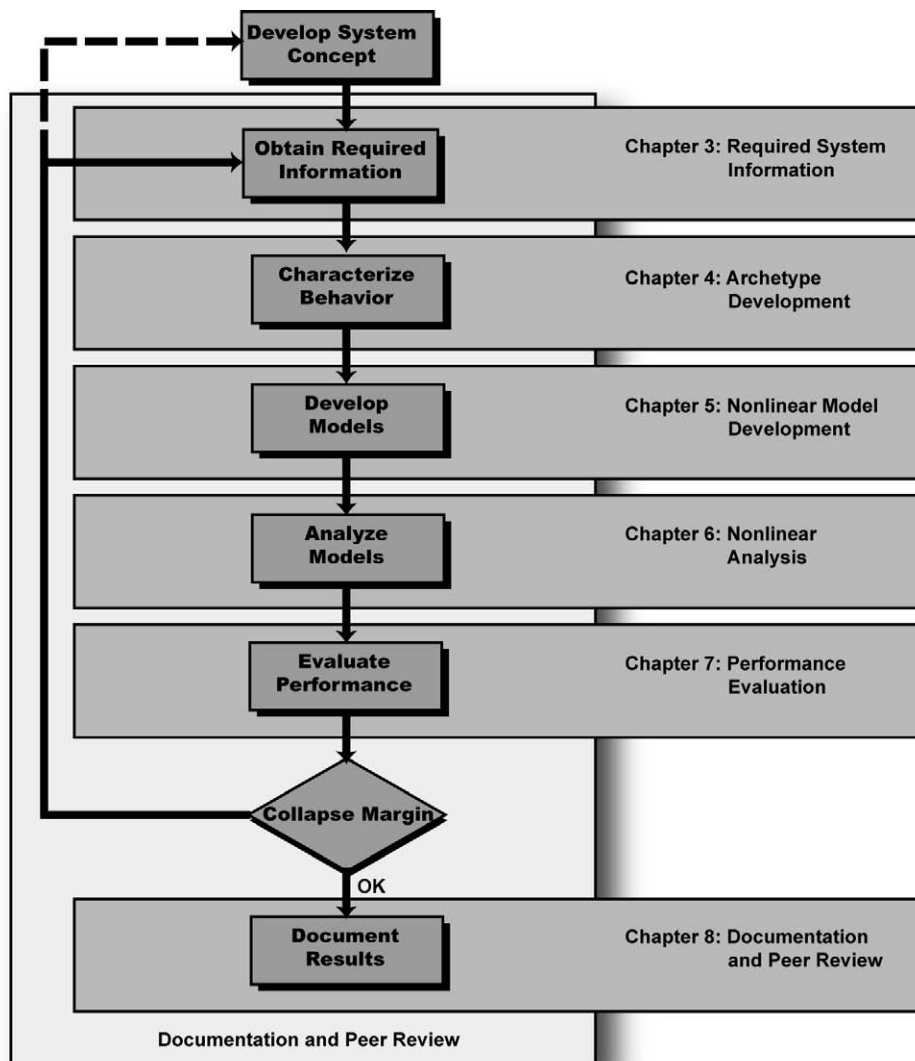 Develop System
Concept
Obtain Required
Information
Chapter 3: Required System
Information
Characterize
Behavior
Chapter 4: Archetype
Development
Develop
Models
Chapter 5: Nonlinear Model
Development
Analyze
Models
Chapter 6: Nonlinear
Analysis
Evaluate
Performance
Chapter 7: Performance
Evaluation
Collapse Margin
OK
Document
Results
Chapter 8: Documentation
and Peer Review
Documentation and Peer Review